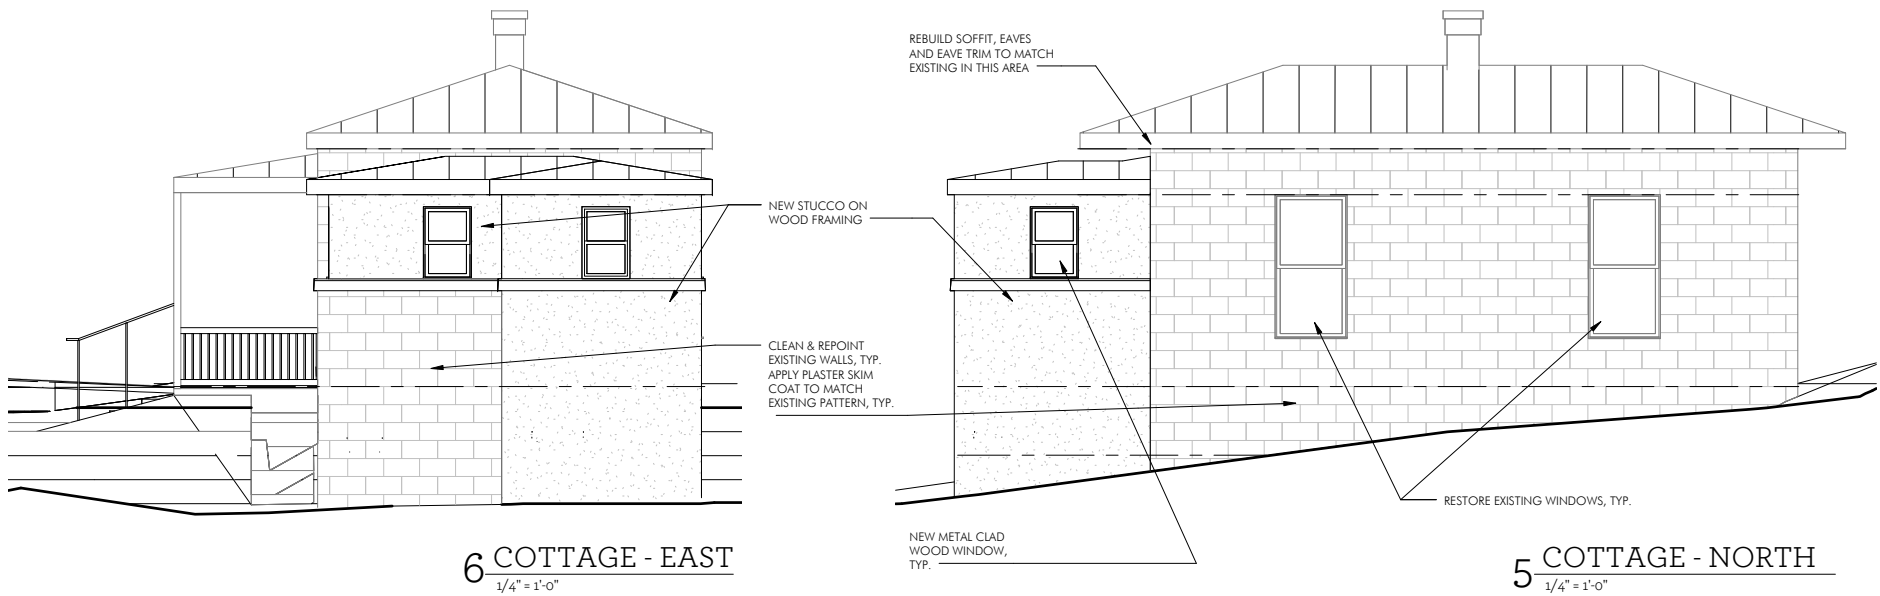 REBUILD SOFFIT, EAVES
AND EAVE TRIM TO MATCH
EXISTING IN THIS AREA
NEW STUCCO ON
WOOD FRAMING
CLEAN & REPOINT
EXISTING WALLS, TYP.
APPLY PLASTER SKIM
COAT TO MATCH
EXISTING PATTERN, TYP.
RESTORE EXISTING WINDOWS, TYP.
NEW METAL CLAD
WOOD WINDOW,
TYP.
6 COTTAGE - EAST
1/4" = 1'-0"
5 COTTAGE - NORTH
1/4" = 1'-0"